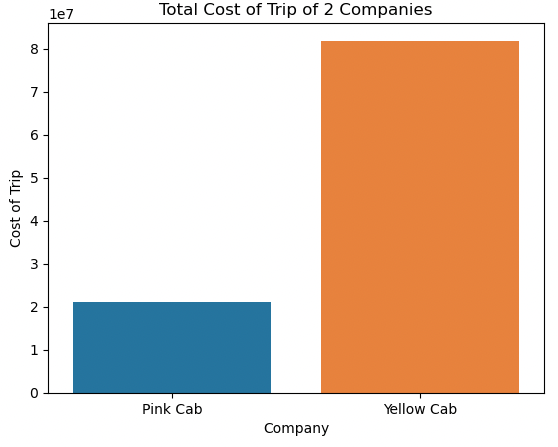 Total Cost of Trip of 2 Companies
1e7
8
7
6
5
4
3
2
1
0
Cost of Trip
Pink Cab Yellow Cab
Company